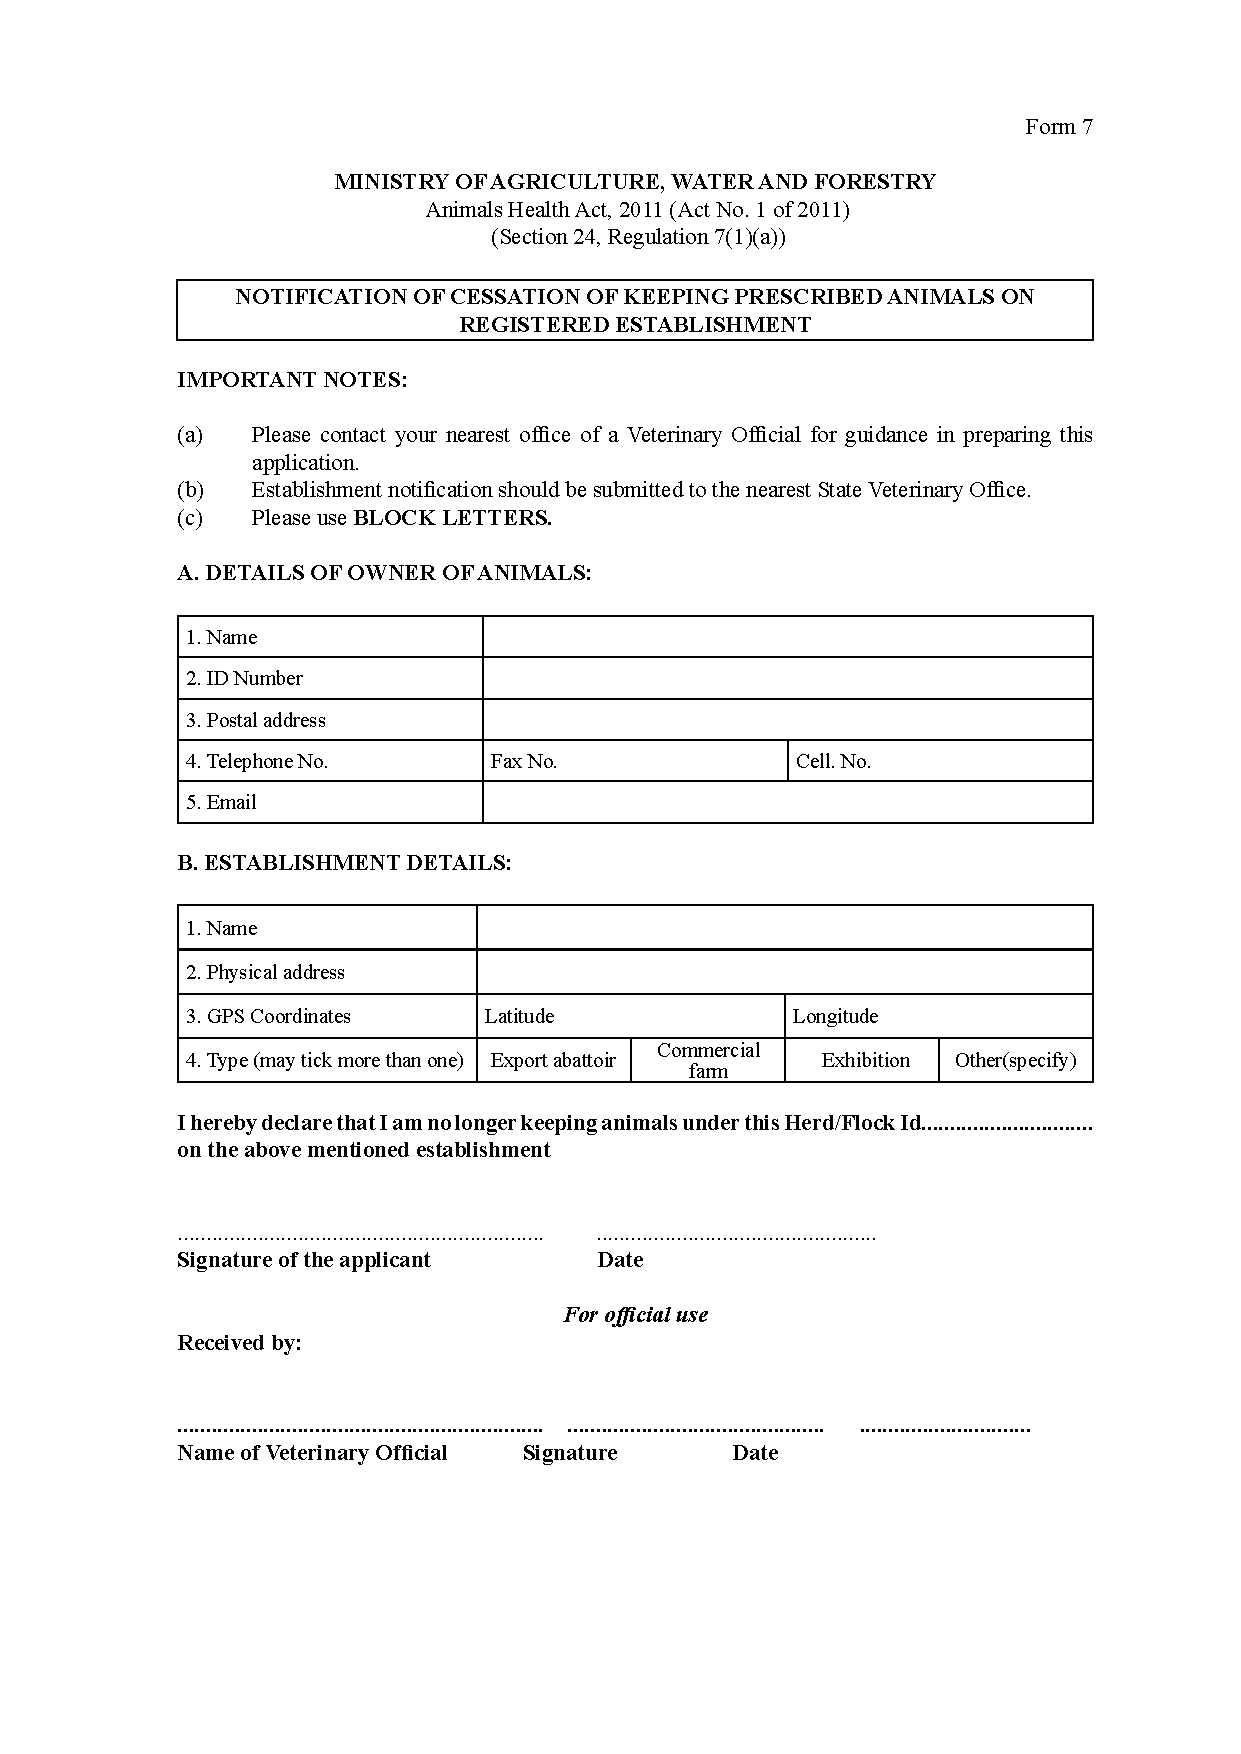 Form 7
MINISTRY OF AGRICULTURE, WATER AND FORESTRY
Animals Health Act, 2011 (Act No. 1 of 2011)
(Section 24, Regulation 7(1)(a))
NOTIFICATION OF CESSATION OF KEEPING PRESCRIBED ANIMALS ON
REGISTERED ESTABLISHMENT
IMPORTANT NOTES:
(a) Please contact your nearest office of a Veterinary Official for guidance in preparing this
application.
(b) Establishment notification should be submitted to the nearest State Veterinary Office.
(c) Please use BLOCK LETTERS.
A. DETAILS OF OWNER OF ANIMALS:
1. Name
2. ID Number
3. Postal address
4. Telephone No. Fax No. Cell. No.
5. Email
B. ESTABLISHMENT DETAILS:
1. Name
2. Physical address
3. GPS Coordinates Latitude Longitude
4. Type (may tick more than one) Export abattoir Commercial farm Exhibition Other(specify)
I hereby declare that I am no longer keeping animals under this Herd/Flock Id..............................
on the above mentioned establishment
................................................................ .................................................
Signature of the applicant Date
For official use
Received by:
................................................................ ............................................. ..............................
Name of Veterinary Official Signature Date